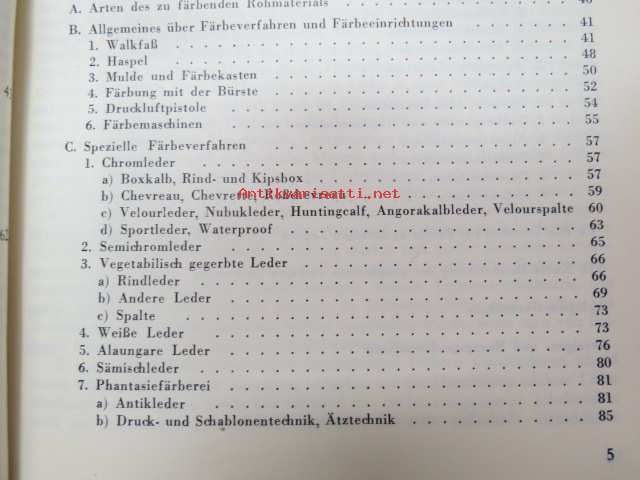 A. Arten des zu färbenden Rohmaterials . . . 40
B. Allgemeines über Färbeverfahren und Färbeeinrichtungen . . . 41
1. Walkfaß . . . 41
2. Haspel . . . 48
3. Mulde und Färbekasten . . . 50
4. Färbung mit der Bürste . . . 52
5. Druckluftpistole . . . 54
6. Färbemaschinen . . . 55
C. Spezielle Färbeverfahren . . . 57
1. Chromleder . . . 57
a) Boxkalb, Rind- und Kipsbox . . . 57
b) Chevreau, Chevrette, Roßchevreau . . . 59
Antikvariaatti.net
c) Velourleder, Nubukleder, Huntingcalf, Angorakalbleder, Velourspalte 60
d) Sportleder, Waterproof . . . 63
2. Semichromleder . . . 65
3. Vegetabilisch gegerbte Leder . . . 66
a) Rindleder . . . 66
b) Andere Leder . . . 69
c) Spalte . . . 73
4. Weiße Leder . . . 73
5. Alaungare Leder . . . 76
6. Sämischleder . . . 80
7. Phantasiefärberei . . . 81
a) Antikleder . . . 81
b) Druck- und Schablonentechnik, Ätztechnik . . . 85
5